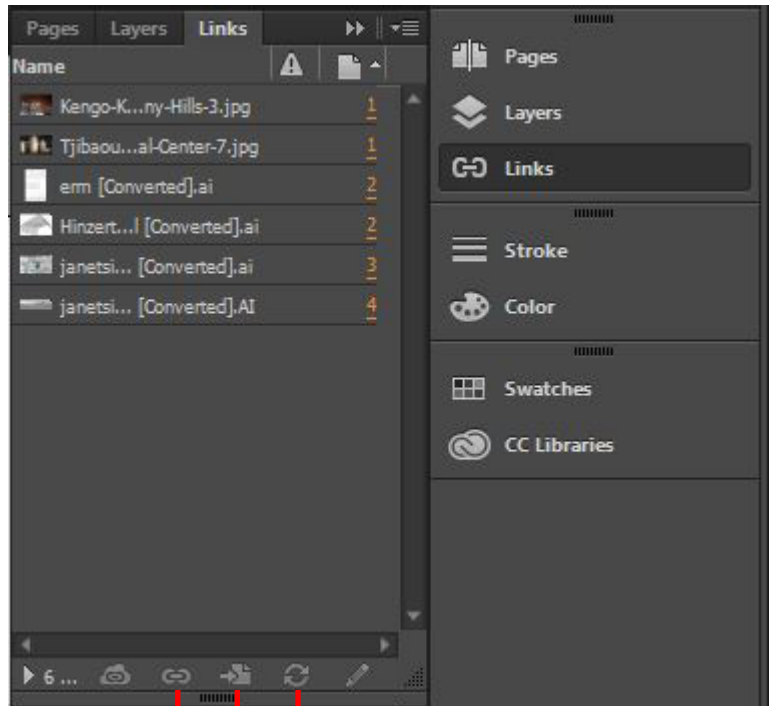 Pages Layers Links
Name
Kengo-K...ny-Hills-3.jpg 1
Tjibaou...al-Center-7.jpg 1
erm [Converted].ai 2
Hinzert...l [Converted].ai 2
janetsi... [Converted].ai 3
janetsi... [Converted].AI 4
6 ...
Pages
Layers
Links
Stroke
Color
Swatches
CC Libraries